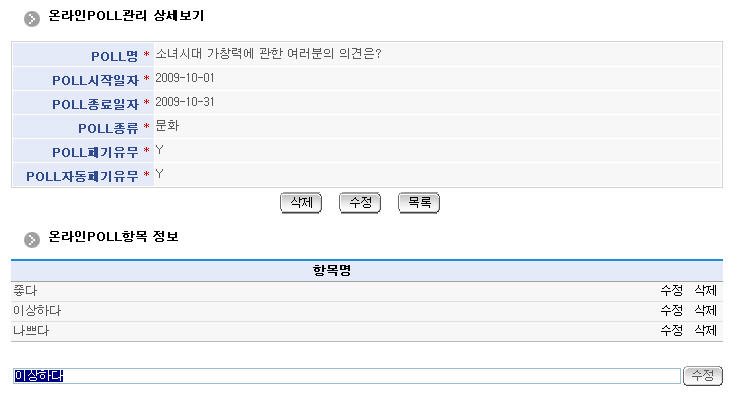 온라인POLL관리 상세보기
POLL명 * 소녀시대 가창력에 관한 여러분의 의견은?
POLL시작일자 * 2009-10-01
POLL종료일자 * 2009-10-31
POLL종류 * 문화
POLL폐기유무 * Y
POLL자동폐기유무 * Y
삭제 수정 목록
온라인POLL항목 정보
항목명
좋다 수정 삭제
이상하다 수정 삭제
나쁘다 수정 삭제
이상하다 수정